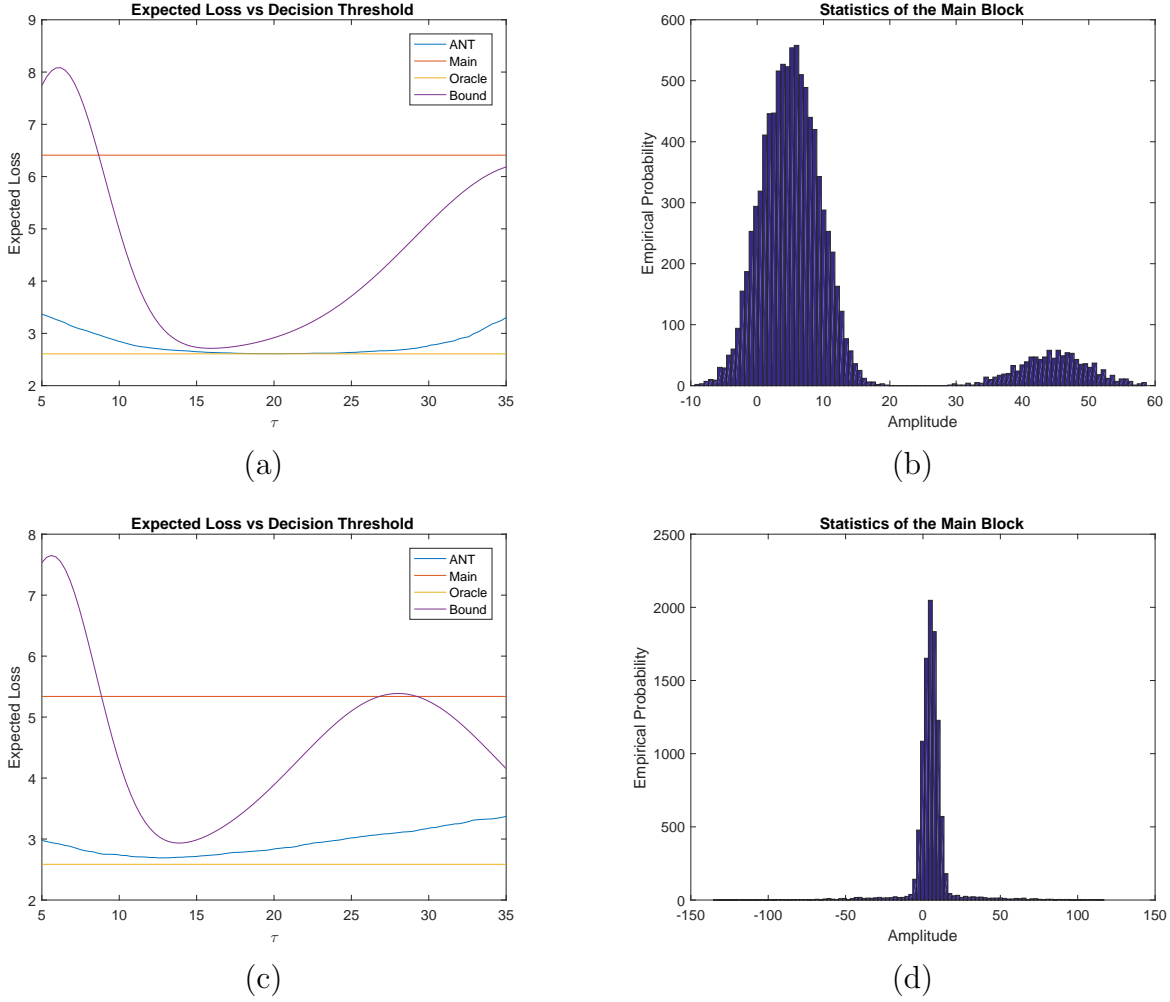 Expected Loss vs Decision Threshold
9
8
7
6
5
4
3
2
Expected Loss
ANT
Main
Oracle
Bound
5 10 15 20 25 30 35
τ
(a)
Statistics of the Main Block
600
500
400
300
200
100
0
Empirical Probability
-10 0 10 20 30 40 50 60
Amplitude
(b)
Expected Loss vs Decision Threshold
8
7
6
5
4
3
2
Expected Loss
ANT
Main
Oracle
Bound
5 10 15 20 25 30 35
τ
(c)
Statistics of the Main Block
2500
2000
1500
1000
500
0
Empirical Probability
-150 -100 -50 0 50 100 150
Amplitude
(d)